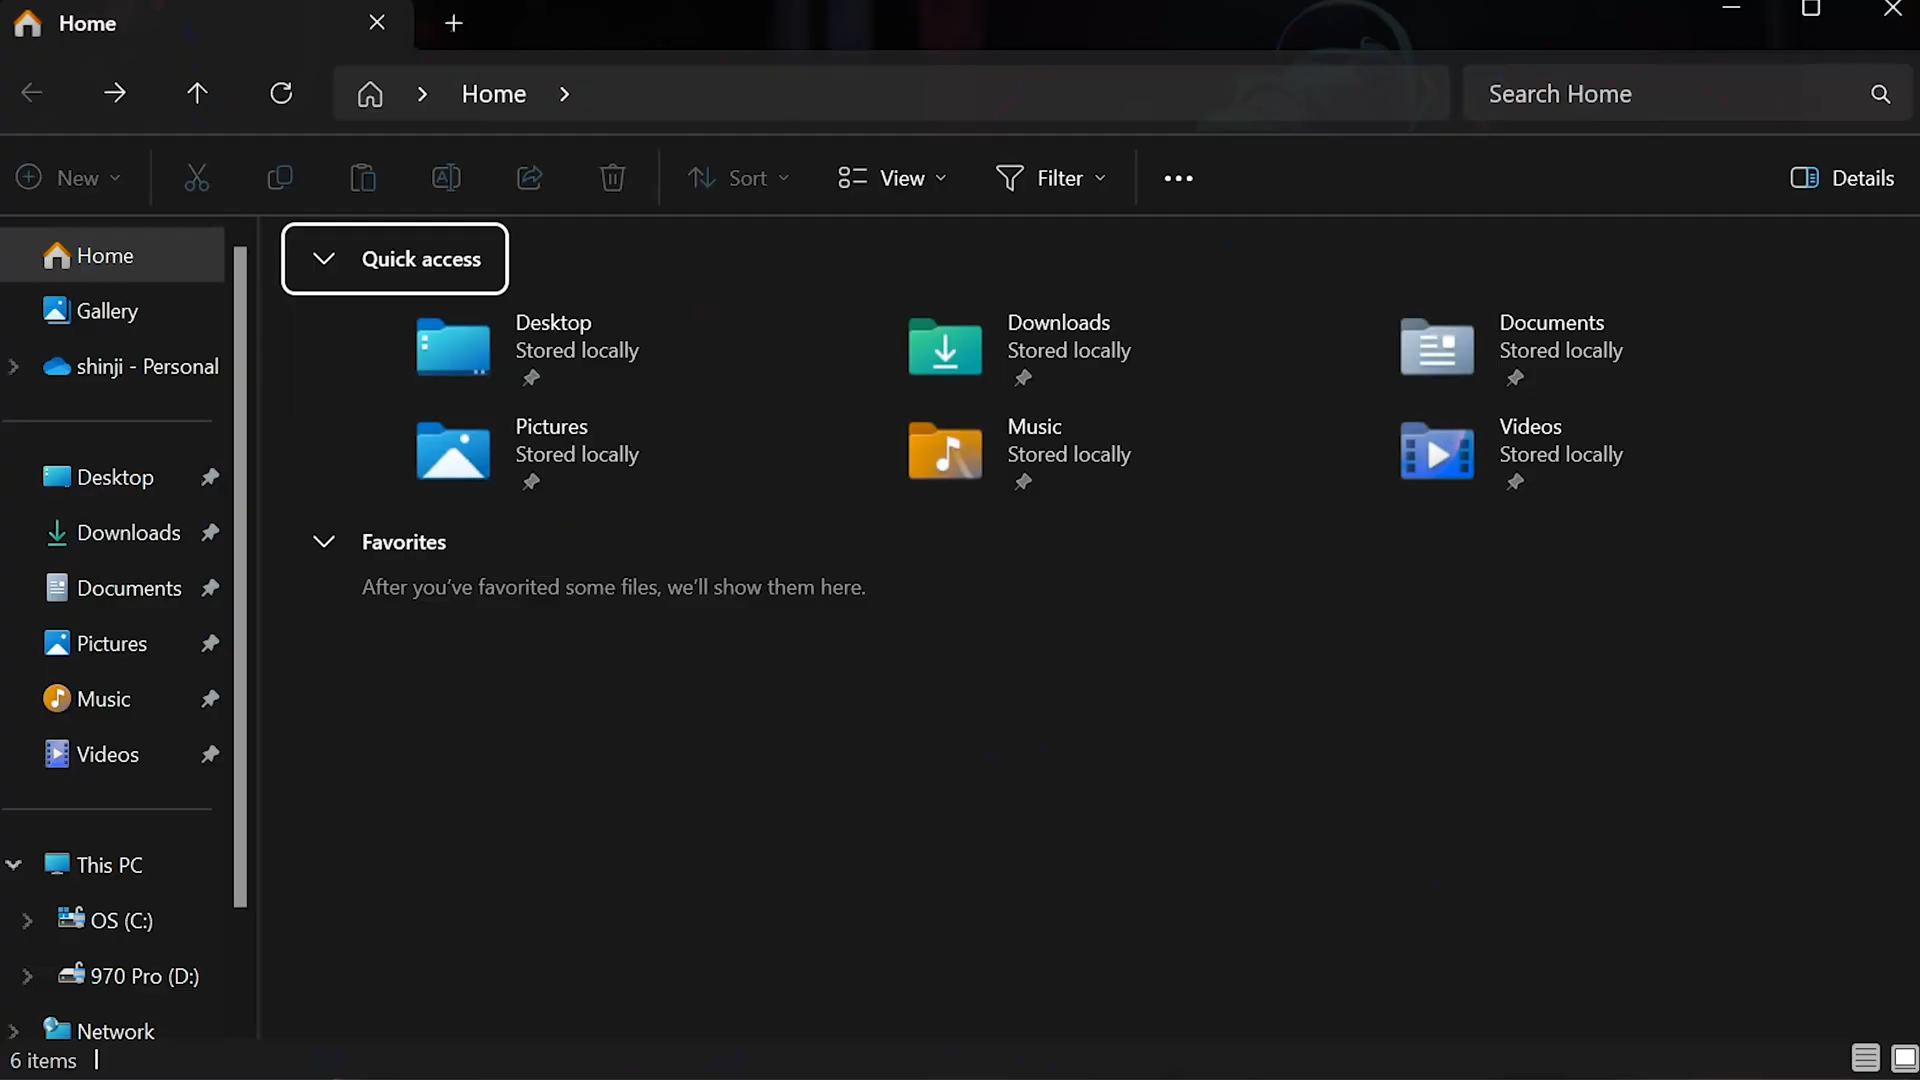 Home
Home
Search Home
New
Sort
View
Filter
Details
Home
Gallery
shinji - Personal
Desktop
Downloads
Documents
Pictures
Music
Videos
This PC
OS (C:)
970 Pro (D:)
Network
Quick access
Desktop
Stored locally
Downloads
Stored locally
Documents
Stored locally
Pictures
Stored locally
Music
Stored locally
Videos
Stored locally
Favorites
After you've favorited some files, we'll show them here.
6 items